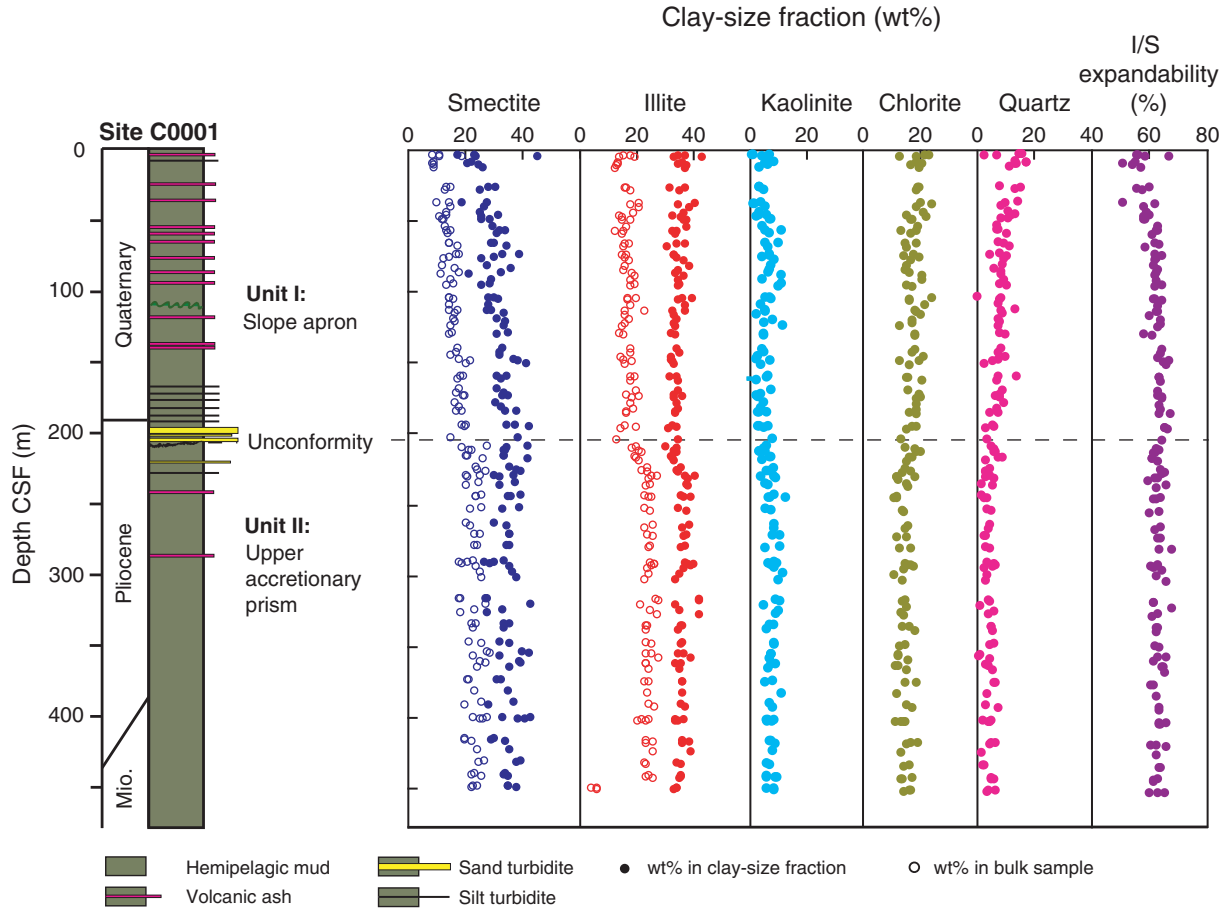 Clay-size fraction (wt%)
I/S
expandability
(%)
Smectite
Illite
Kaolinite
Chlorite
Quartz
Site C0001
0 20 40 0 20 40 0 20 0 20 40 0 20 40 60 80
0
100
200
300
400
Depth CSF (m)
Quaternary
Pliocene
Mio.
Unit I:
Slope apron
Unconformity
Unit II:
Upper
accretionary
prism
Hemipelagic mud
Sand turbidite
wt% in clay-size fraction
wt% in bulk sample
Volcanic ash
Silt turbidite